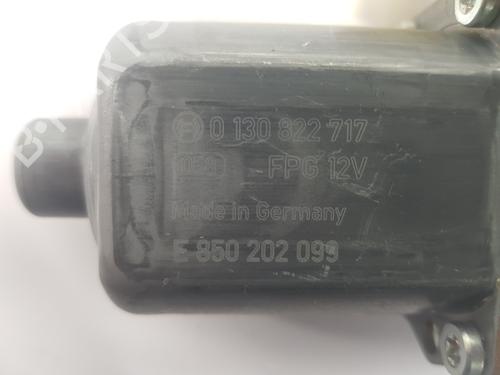 0 130 822 717
FPG 12V
Made in Germany
E 850 202 099